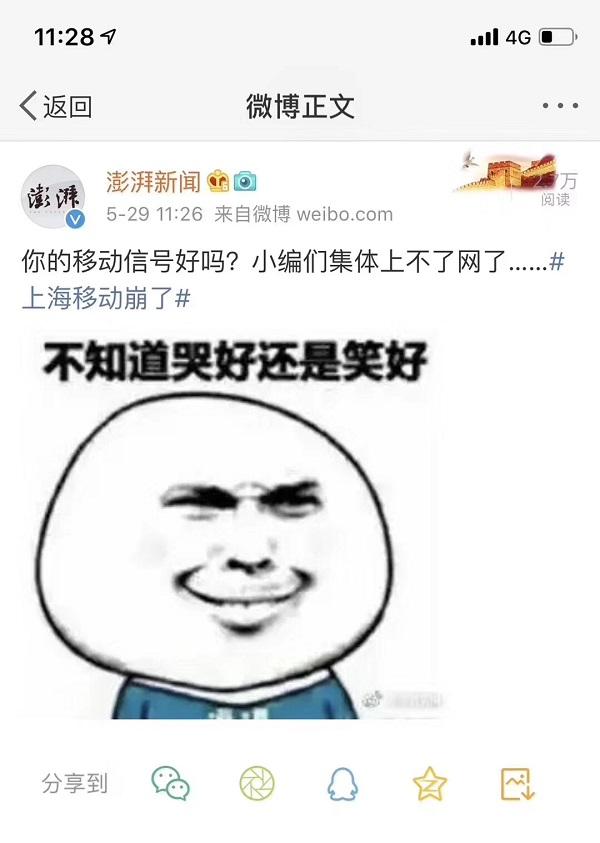 11:28
4G
返回
微博正文
澎湃
澎湃新闻
5-29 11:26 来自微博 weibo.com
万
阅读
你的移动信号好吗？小编们集体上不了网了......#
上海移动崩了#
不知道哭好还是笑好
分享到